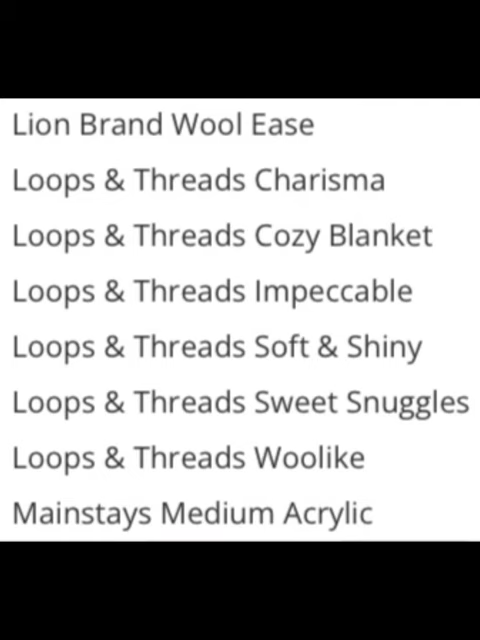 Lion Brand Wool Ease
Loops & Threads Charisma
Loops & Threads Cozy Blanket
Loops & Threads Impeccable
Loops & Threads Soft & Shiny
Loops & Threads Sweet Snuggles
Loops & Threads Woolike
Mainstays Medium Acrylic